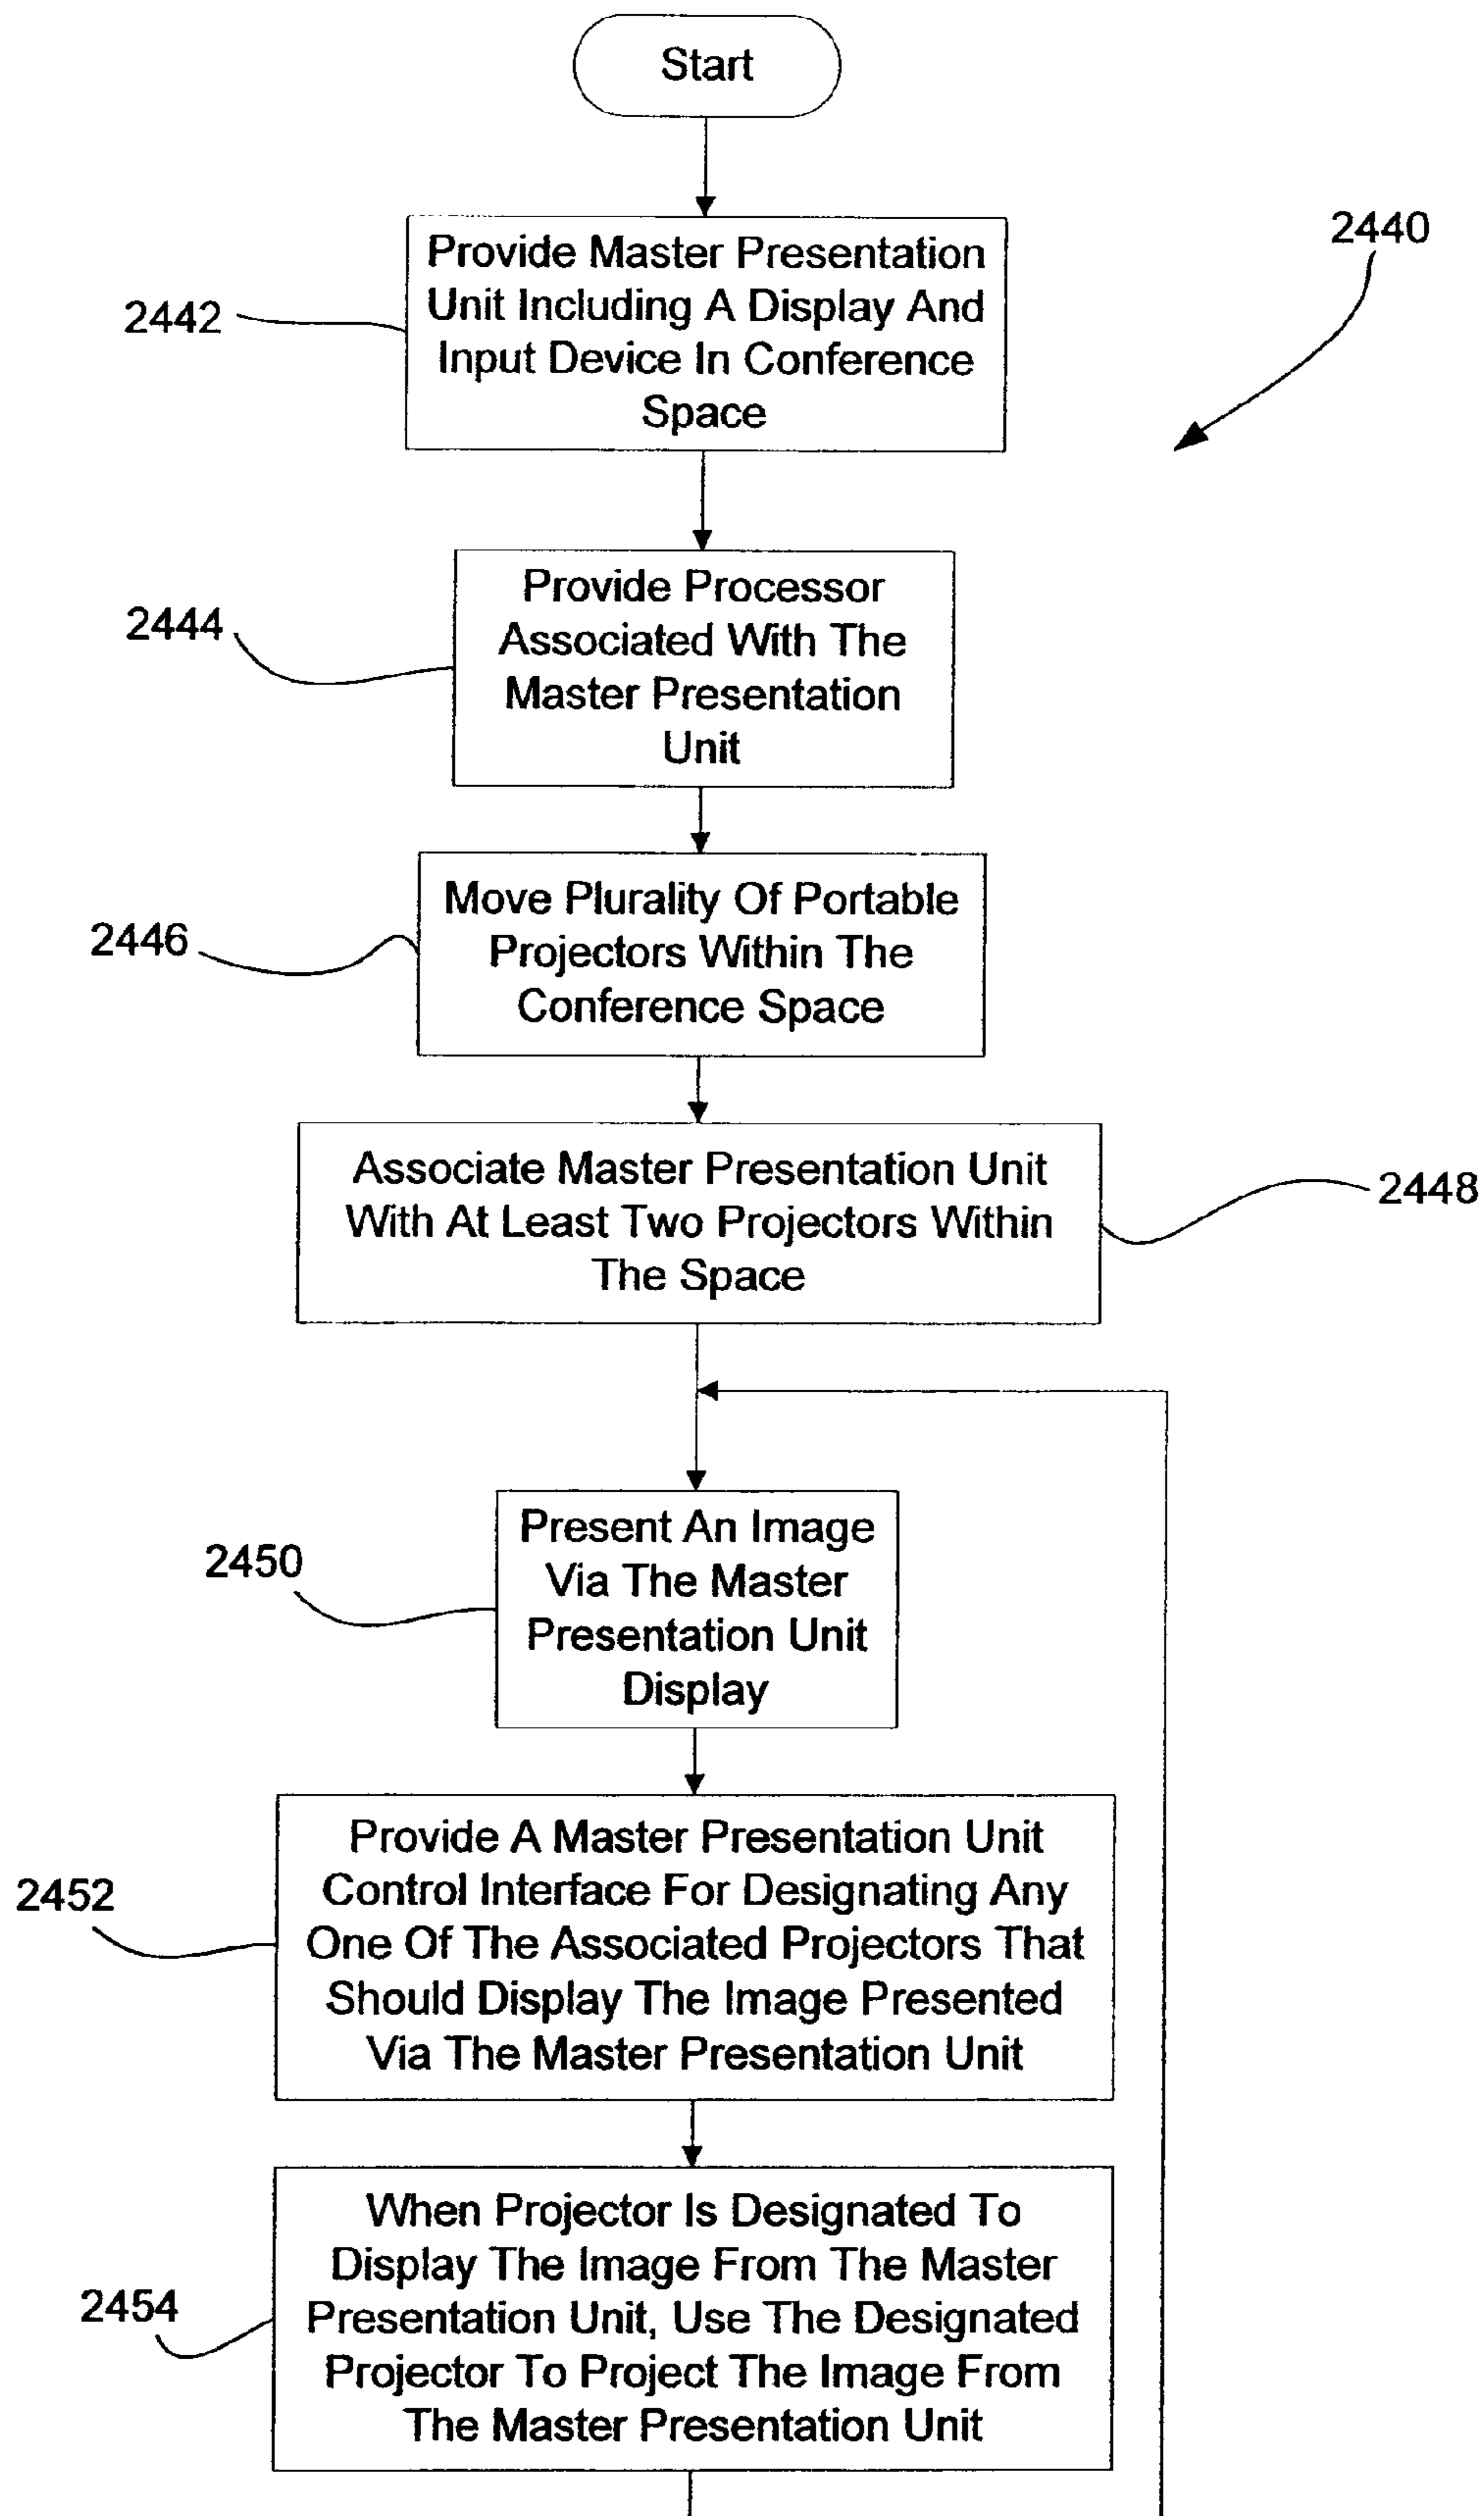 Start
2440
Provide Master Presentation
Unit Including A Display And
Input Device In Conference
Space
2442
Provide Processor
Associated With The
Master Presentation
Unit
2444
Move Plurality Of Portable
Projectors Within The
Conference Space
2446
Associate Master Presentation Unit
With At Least Two Projectors Within
The Space
2448
Present An Image
Via The Master
Presentation Unit
Display
2450
Provide A Master Presentation Unit
Control Interface For Designating Any
One Of The Associated Projectors That
Should Display The Image Presented
Via The Master Presentation Unit
2452
When Projector Is Designated To
Display The Image From The Master
Presentation Unit, Use The Designated
Projector To Project The Image From
The Master Presentation Unit
2454